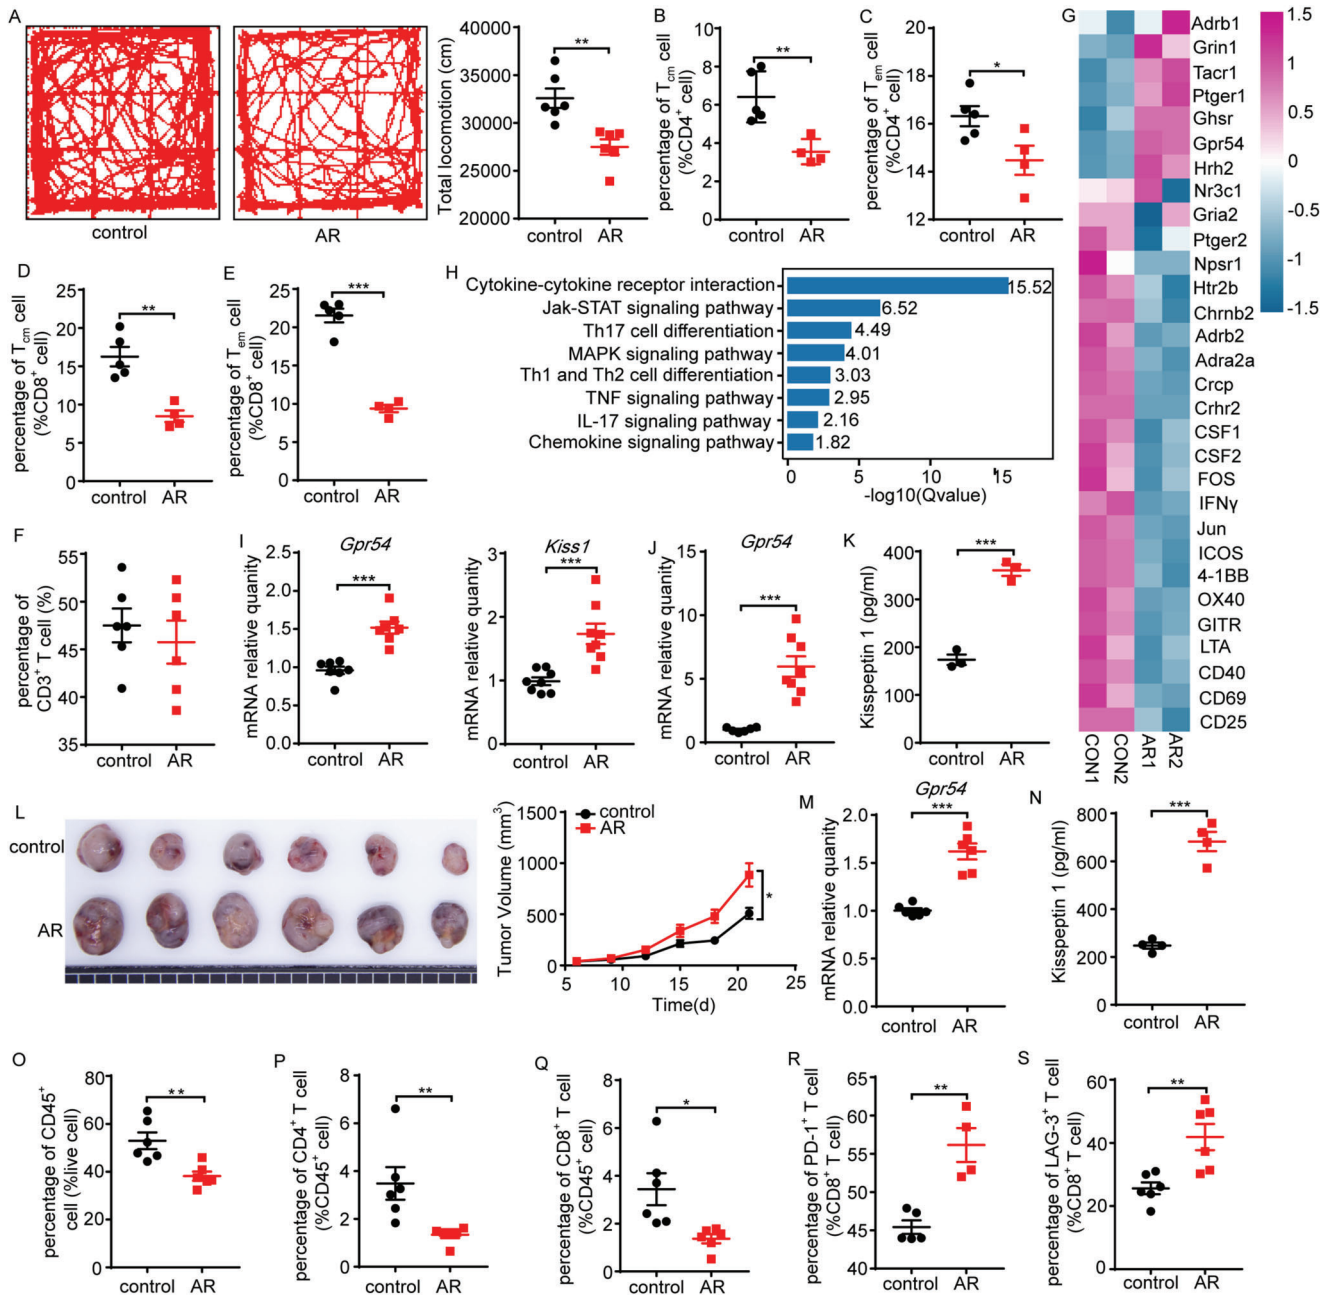 A
control
AR
Total locomotion (cm)
40000
35000
30000
25000
20000
**
control AR
B
percentage of Tcm cell
(%CD4+ cell)
10
8
6
4
2
0
**
control AR
C
percentage of Tem cell
(%CD4+ cell)
20
18
16
14
12
*
control AR
D
percentage of Tcm cell
(%CD8+ cell)
25
20
15
10
5
0
**
control AR
E
percentage of Tem cell
(%CD8+ cell)
25
20
15
10
5
0
***
control AR
H
Cytokine-cytokine receptor interaction 15.52
Jak-STAT signaling pathway 6.52
Th17 cell differentiation 4.49
MAPK signaling pathway 4.01
Th1 and Th2 cell differentiation 3.03
TNF signaling pathway 2.95
IL-17 signaling pathway 2.16
Chemokine signaling pathway 1.82
0 5 10 15
-log10(Qvalue)
G
Adrb1
Grin1
Tacr1
Ptger1
Ghsr
Gpr54
Hrh2
Nr3c1
Gria2
Ptger2
Npsr1
Htr2b
Chrnb2
Adrb2
Adra2a
Crcp
Crhr2
CSF1
CSF2
FOS
IFNγ
Jun
ICOS
4-1BB
OX40
GITR
LTA
CD40
CD69
CD25
CON1
CON2
AR1
AR2
1.5
1
0.5
0
-0.5
-1
-1.5
F
percentage of
CD3+ T cell (%)
55
50
45
40
35
control AR
I
Gpr54
mRNA relative quanity
2.5
2.0
1.5
1.0
0.5
0.0
***
control AR
Kiss1
mRNA relative quanity
3
2
1
0
***
control AR
J
Gpr54
mRNA relative quanity
15
10
5
0
***
control AR
K
Kisspeptin 1 (pg/ml)
400
300
200
100
0
***
control AR
L
control
AR
Tumor Volume (mm3)
1500
1000
500
0
control
AR
*
5 10 15 20 25
Time(d)
M
Gpr54
mRNA relative quanity
2.0
1.5
1.0
0.5
0.0
***
control AR
N
Kisspeptin 1 (pg/ml)
800
600
400
200
0
***
control AR
O
percentage of CD45+
cell (%live cell)
80
60
40
20
0
**
control AR
P
percentage of CD4+ T cell
(%CD45+ cell)
8
6
4
2
0
**
control AR
Q
percentage of CD8+ T cell
(%CD45+ cell)
8
6
4
2
0
*
control AR
R
percentage of PD-1+ T cell
(%CD8+ T cell)
65
60
55
50
45
40
**
control AR
S
percentage of LAG-3+ T cell
(%CD8+ T cell)
60
40
20
0
**
control AR